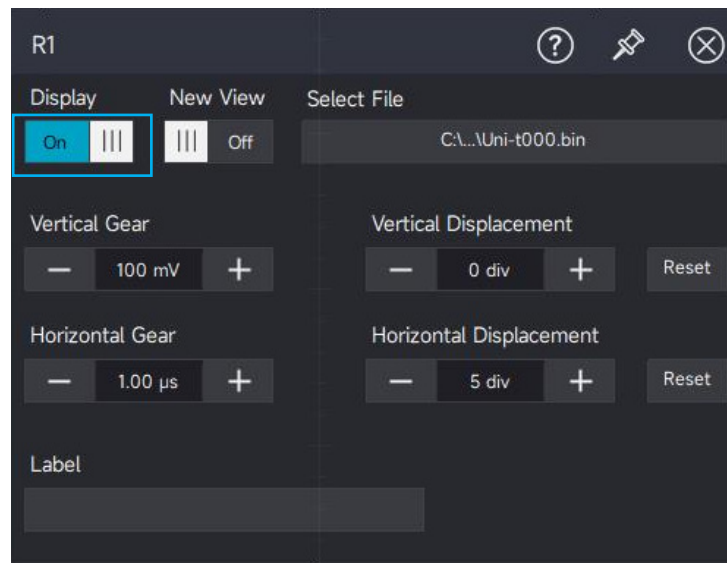 R1
Display New View Select File
On Off C:\...\Uni-t000.bin
Vertical Gear Vertical Displacement
100 mV 0 div Reset
Horizontal Gear Horizontal Displacement
1.00 μs 5 div Reset
Label